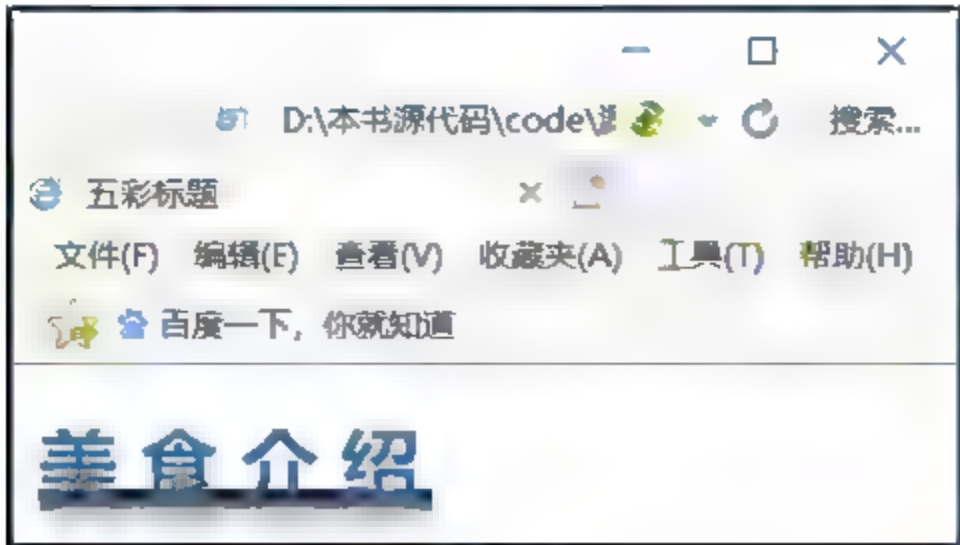 D:\本书源代码\code\源 搜索...
五彩标题
文件(F) 编辑(E) 查看(V) 收藏夹(A) 工具(T) 帮助(H)
百度一下，你就知道
美食介绍